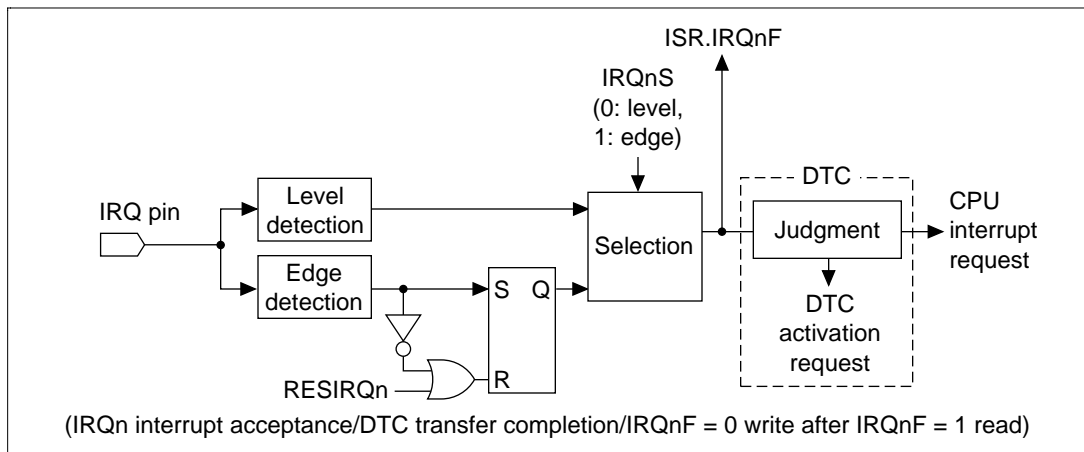 ISR.IRQnF
IRQnS
(0: level,
1: edge)
DTC
Level
detection
IRQ pin
CPU
interrupt
request
Selection
Judgment
Edge
detection
S Q
DTC
activation
request
RESIRQn
R
(IRQn interrupt acceptance/DTC transfer completion/IRQnF = 0 write after IRQnF = 1 read)